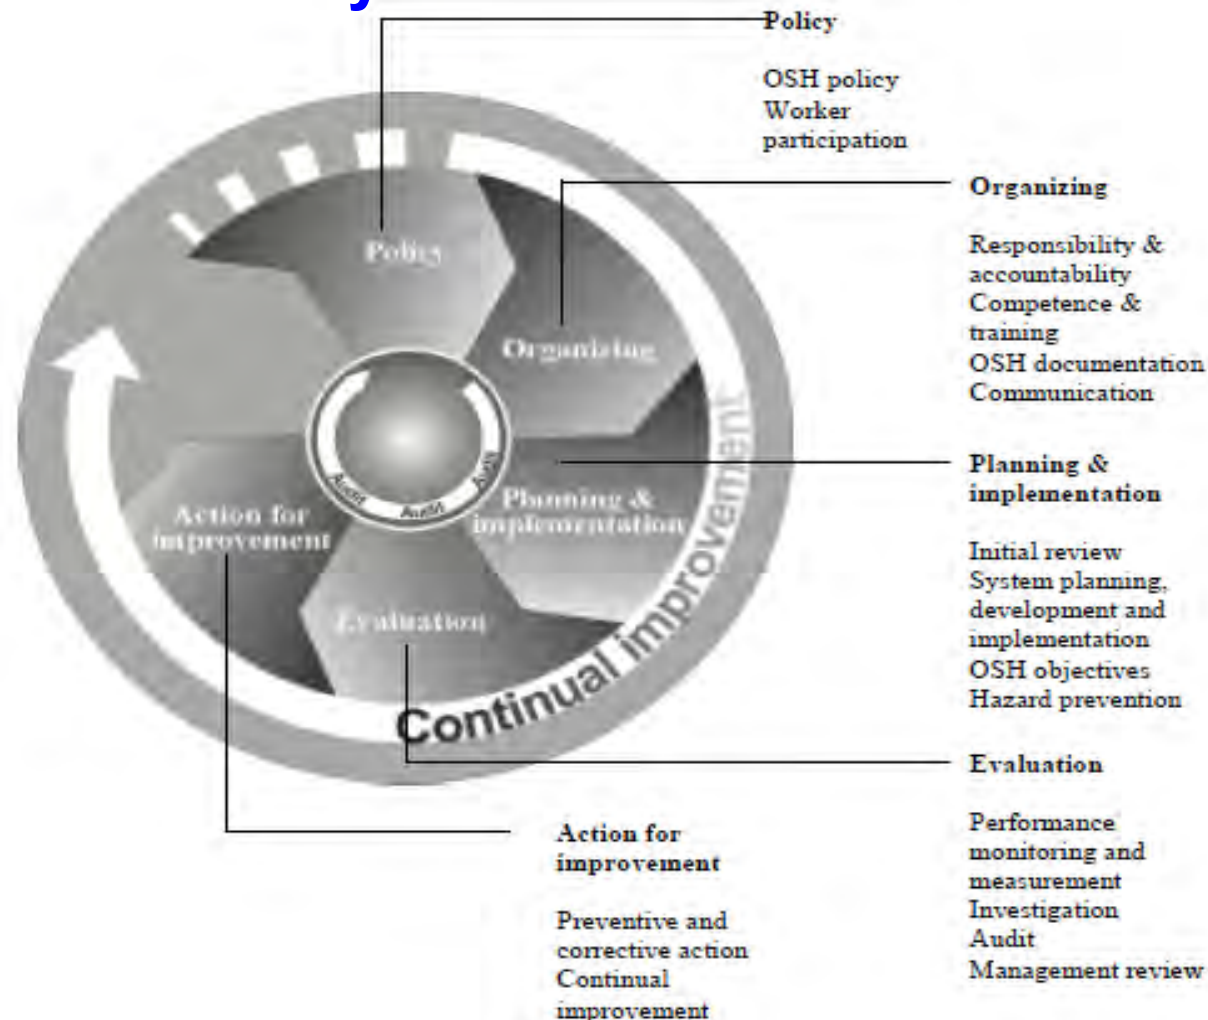 Policy
OSH policy
Worker
participation
Organizing
Responsibility &
accountability
Competence &
training
OSH documentation
Communication
Planning &
implementation
Initial review
System planning,
development and
implementation
OSH objectives
Hazard prevention
Evaluation
Performance
monitoring and
measurement
Investigation
Audit
Management review
Action for
improvement
Preventive and
corrective action
Continual
improvement
Policy
Organizing
Planning &
implementation
Evaluation
Action for
improvement
Audit
Audit
Audit
Continual improvement